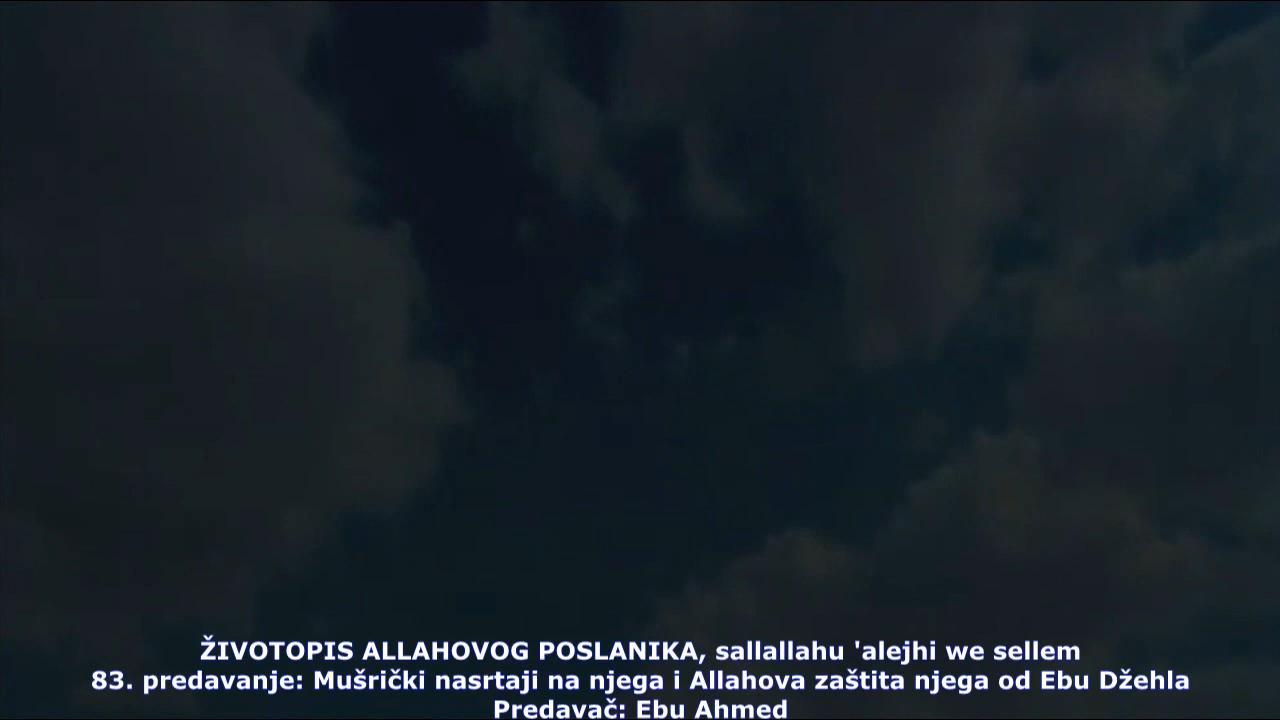 ŽIVOTOPIS ALLAHOVOG POSLANIKA, sallallahu 'alejhi we sellem
83. predavanje: Mušrički nasrtaji na njega i Allahova zaštita njega od Ebu Džehla
Predavač: Ebu Ahmed